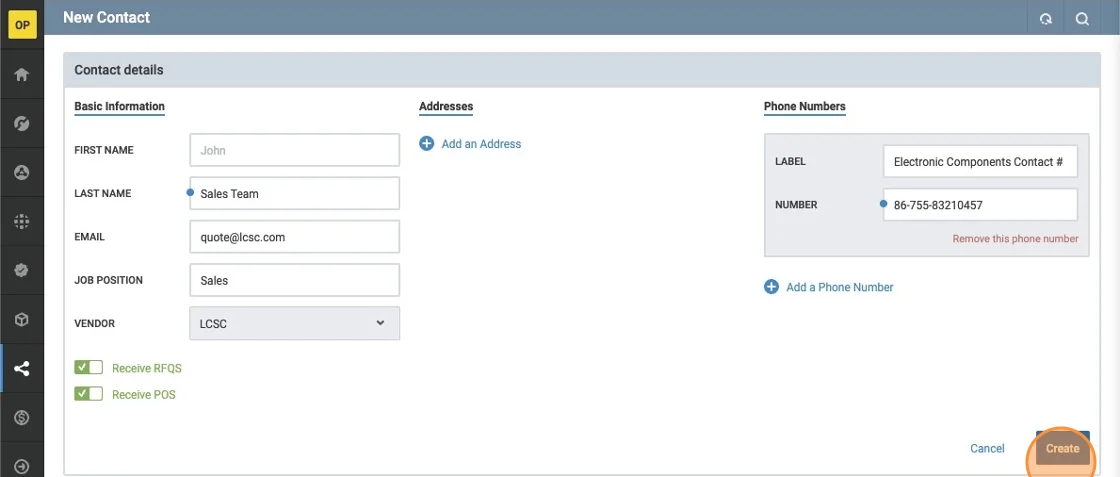 OP
New Contact
Contact details
Basic Information
FIRST NAME
John
LAST NAME
Sales Team
EMAIL
quote@lcsc.com
JOB POSITION
Sales
VENDOR
LCSC
Receive RFQS
Receive POS
Addresses
Add an Address
Phone Numbers
LABEL
Electronic Components Contact #
NUMBER
86-755-83210457
Remove this phone number
Add a Phone Number
Cancel
Create